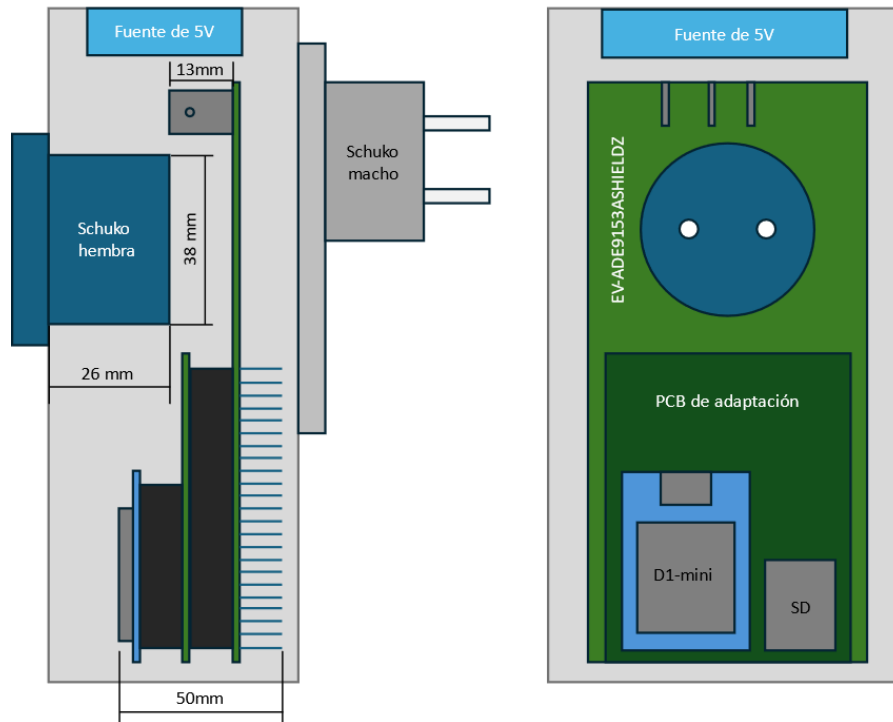 Fuente de 5V
13mm
Schuko
macho
Schuko
hembra
38 mm
26 mm
50mm
Fuente de 5V
EV-ADE9153ASHIELDZ
PCB de adaptación
D1-mini
SD